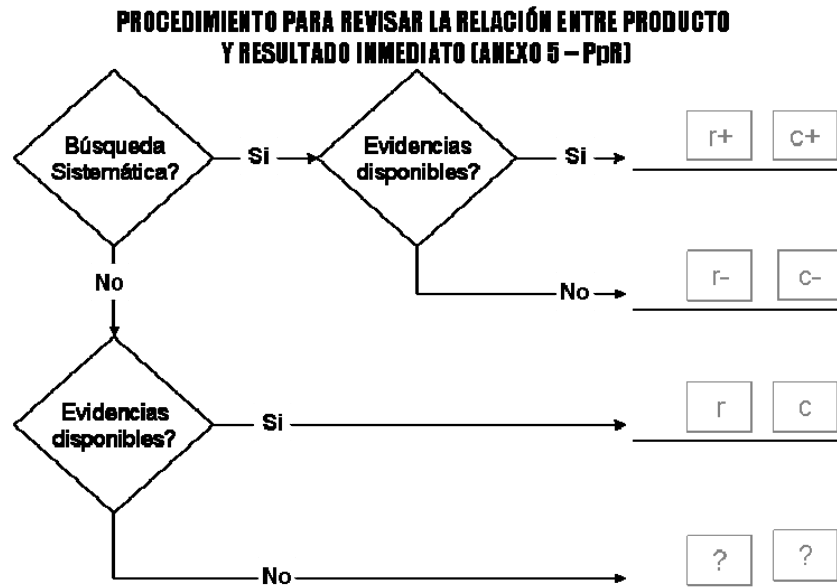 PROCEDIMIENTO PARA REVISAR LA RELACIÓN ENTRE PRODUCTO
Y RESULTADO INMEDIATO (ANEXO 5 – PpR)
Búsqueda
Sistemática?
Si
Evidencias
disponibles?
Si
r+
c+
No
No
r-
c-
Evidencias
disponibles?
Si
r
c
No
?
?